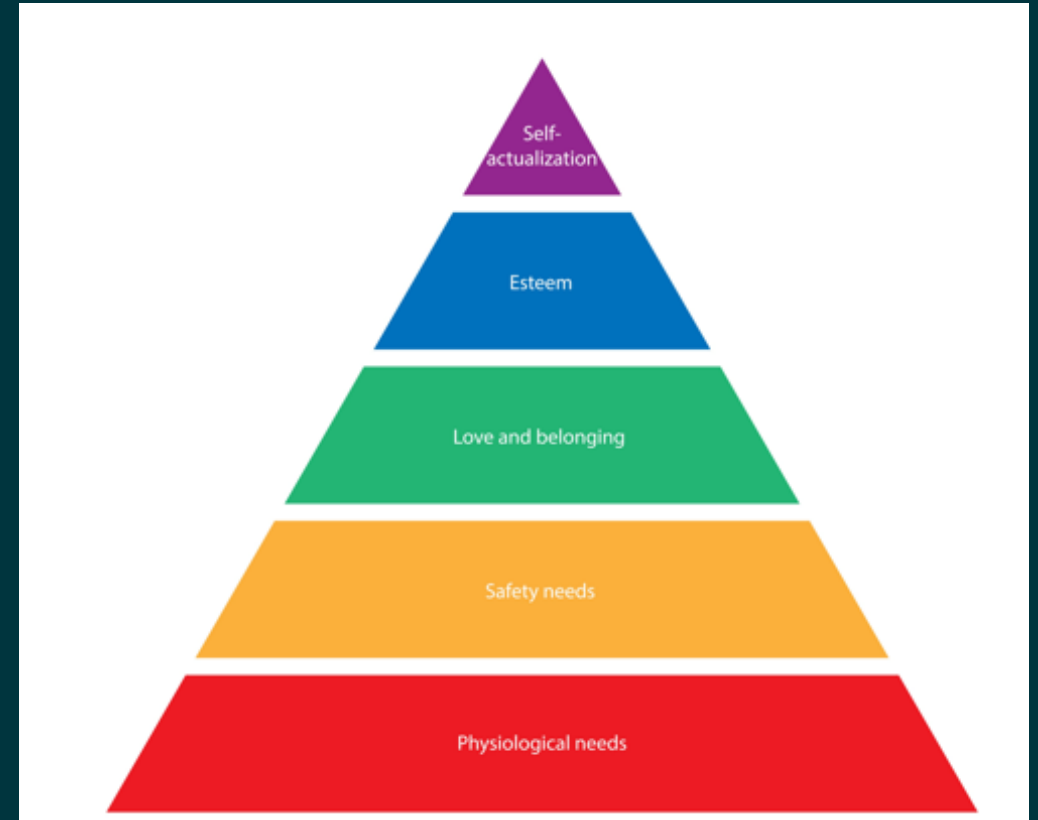 Self-
actualization
Esteem
Love and belonging
Safety needs
Physiological needs